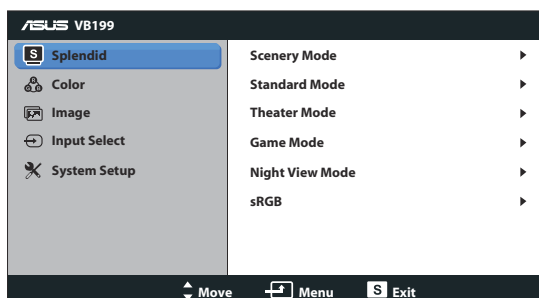 ASUS VB199
S Splendid
Color
Image
Input Select
System Setup
Scenery Mode
Standard Mode
Theater Mode
Game Mode
Night View Mode
sRGB
Move Menu S Exit